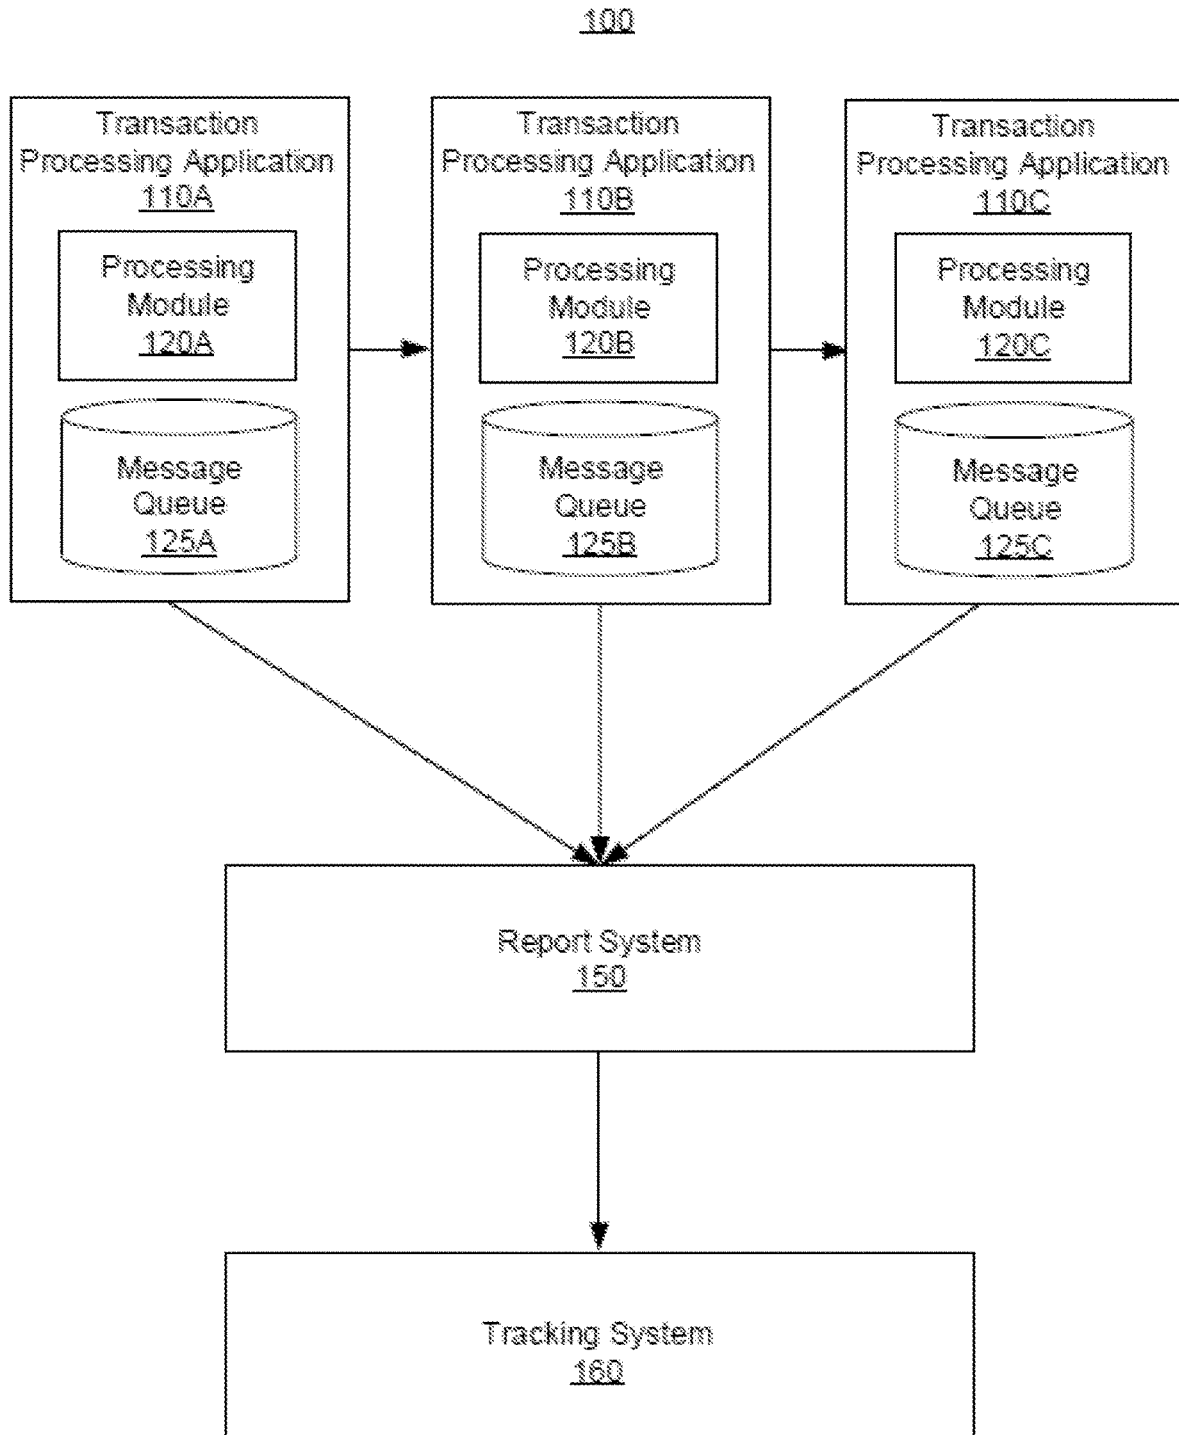 100
Transaction
Processing Application
110A
Processing
Module
120A
Message
Queue
125A
Transaction
Processing Application
110B
Processing
Module
120B
Message
Queue
125B
Transaction
Processing Application
110C
Processing
Module
120C
Message
Queue
125C
Report System
150
Tracking System
160